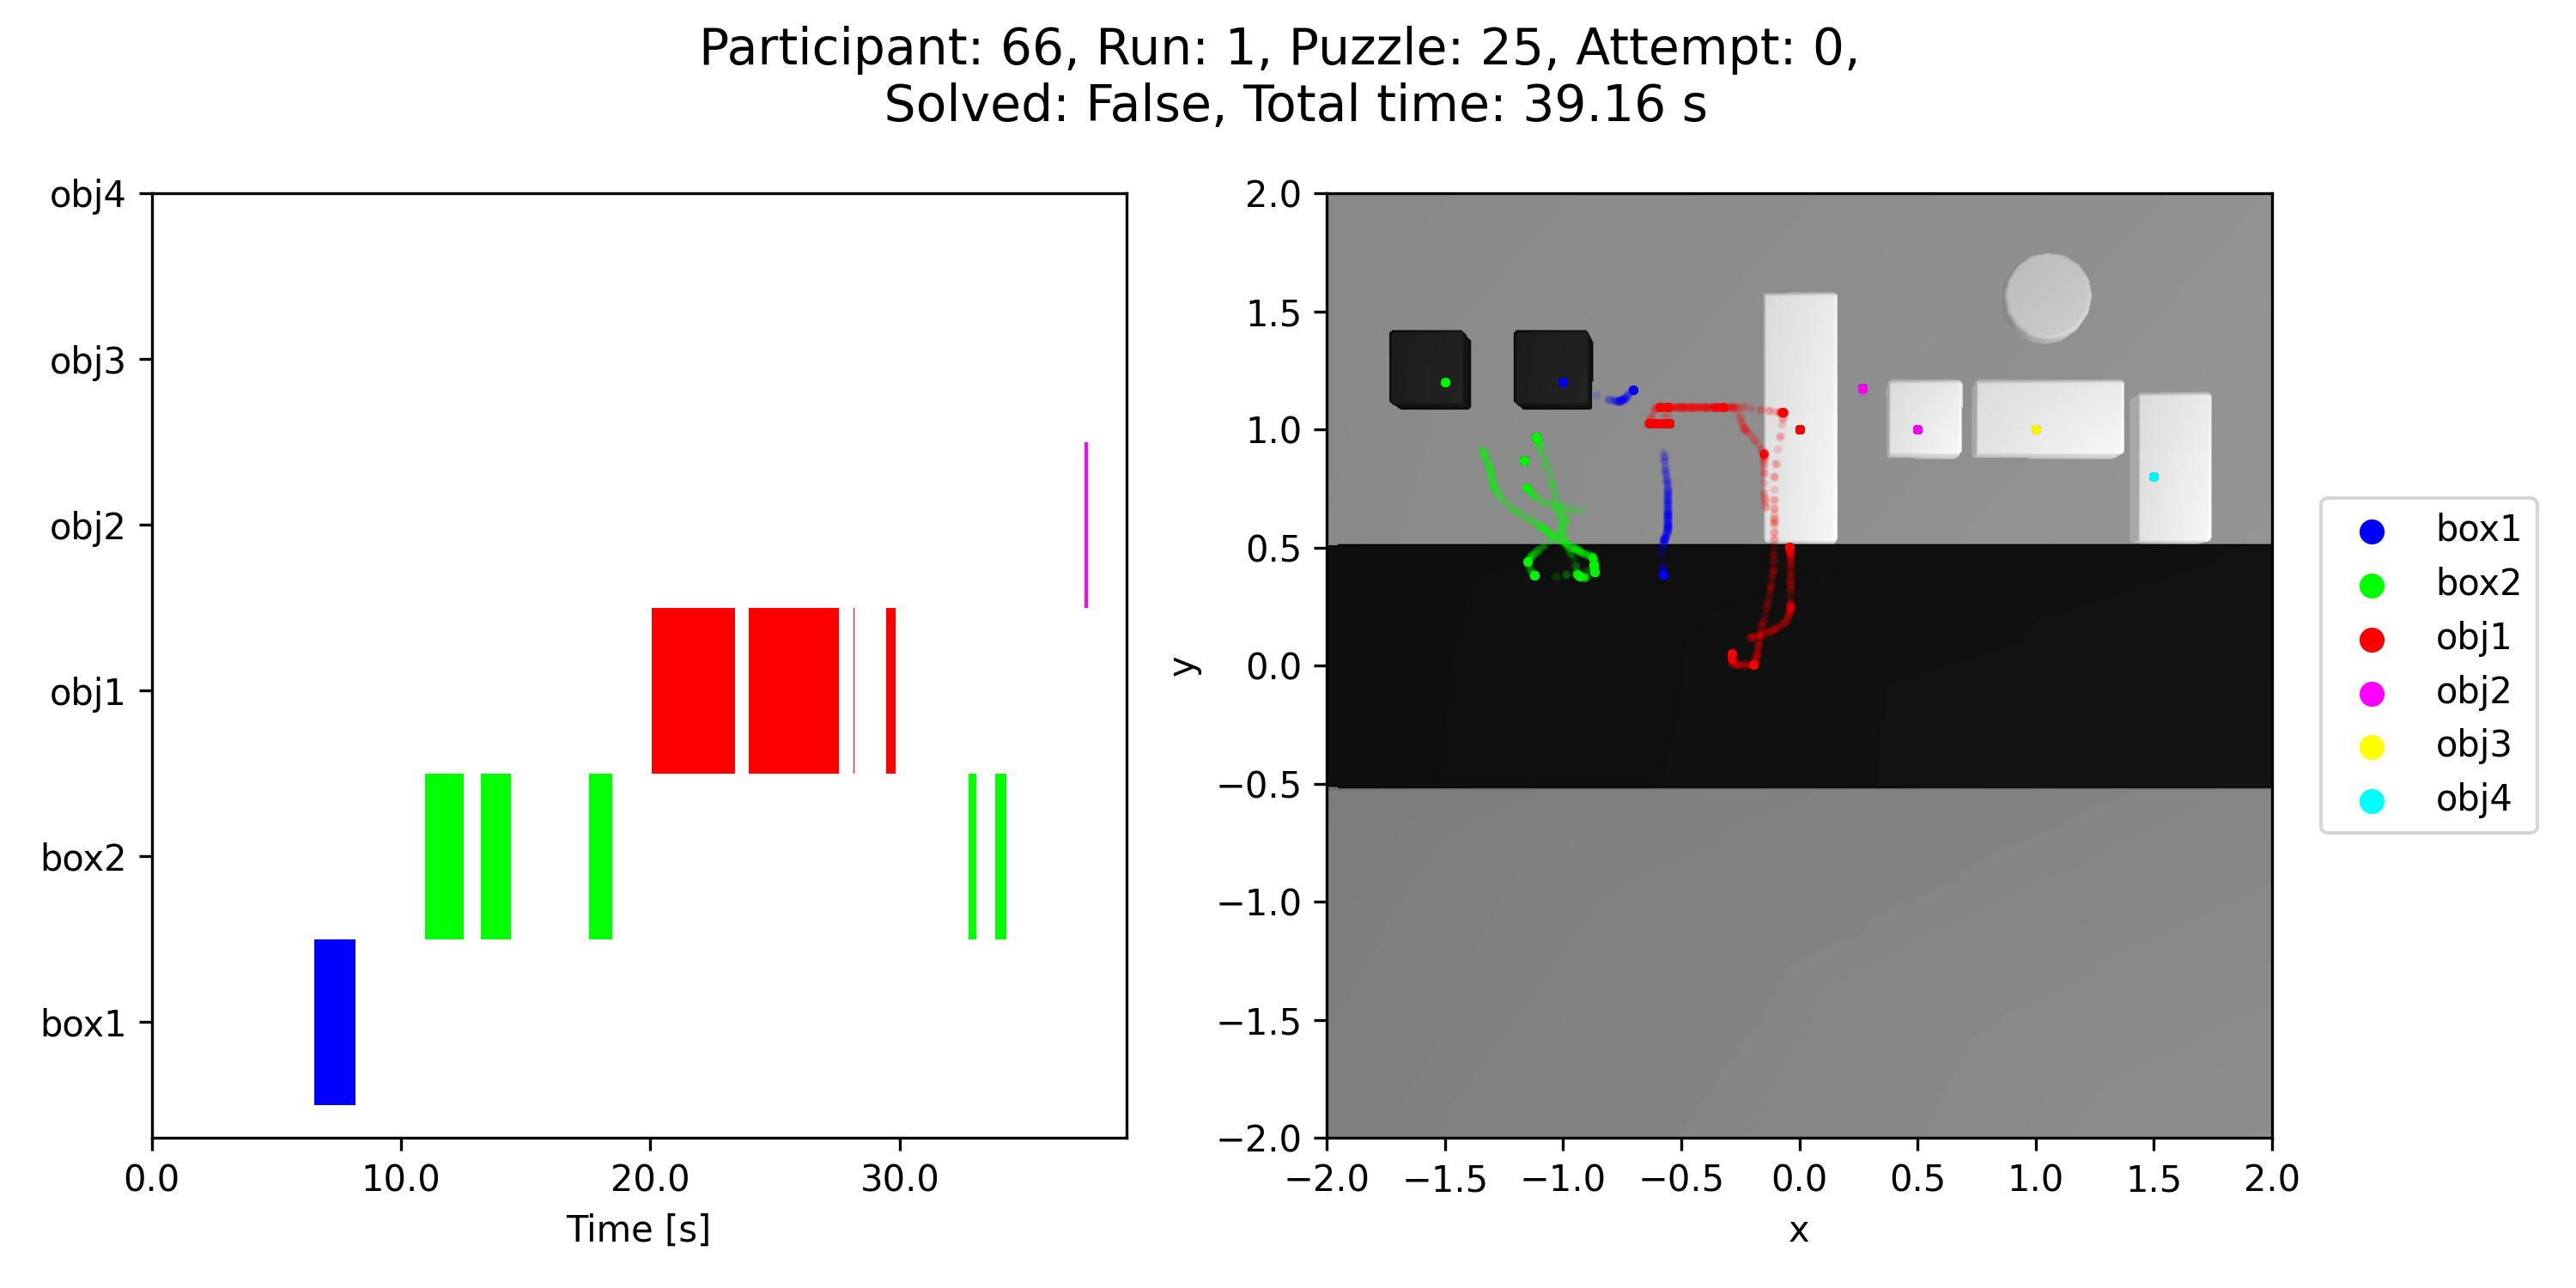 Participant: 66, Run: 1, Puzzle: 25, Attempt: 0,
Solved: False, Total time: 39.16 s
obj4
obj3
obj2
obj1
box2
box1
0.0 10.0 20.0 30.0
Time [s]
2.0
1.5
1.0
0.5
0.0
−0.5
−1.0
−1.5
−2.0
y
−2.0 −1.5 −1.0 −0.5 0.0 0.5 1.0 1.5 2.0
x
box1
box2
obj1
obj2
obj3
obj4